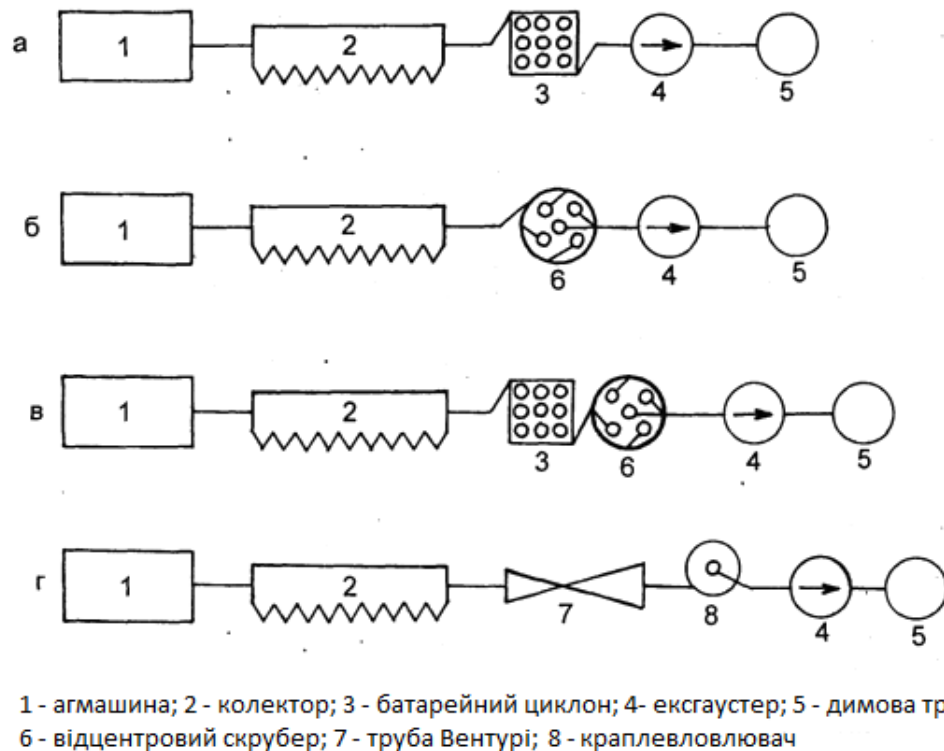 а 1 2 3 4 5
б 1 2 6 4 5
в 1 2 3 6 4 5
г 1 2 7 8 4 5
1 - агмашина; 2 - колектор; 3 - батарейний циклон; 4- ексгаустер; 5 - димова
6 - відцентровий скрубер; 7 - труба Вентурі; 8 - краплевловлювач